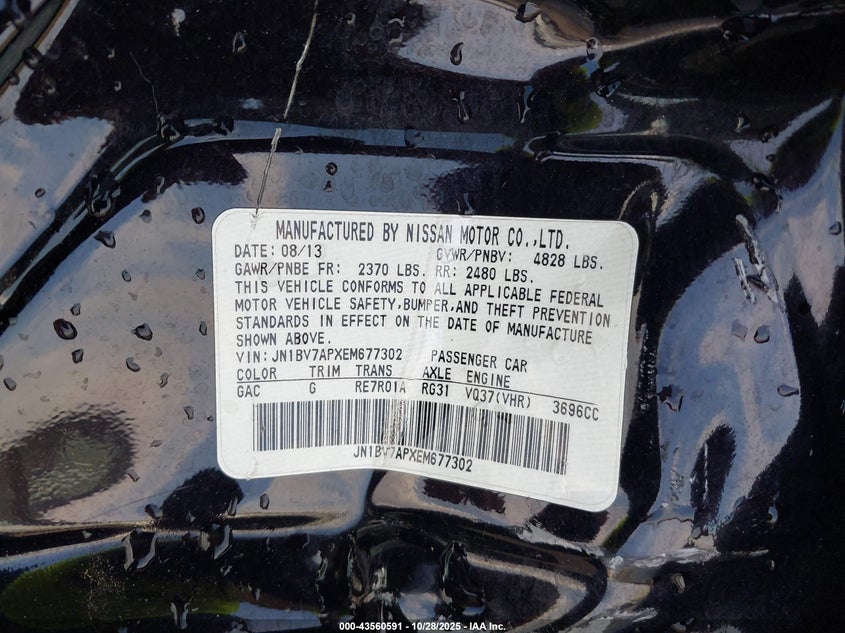 MANUFACTURED BY NISSAN MOTOR CO.,LTD.
DATE: 08/13 GVWR/PNBV: 4828 LBS.
GAWR/PNBE FR: 2370 LBS. RR: 2480 LBS.
THIS VEHICLE CONFORMS TO ALL APPLICABLE FEDERAL
MOTOR VEHICLE SAFETY,BUMPER,AND THEFT PREVENTION
STANDARDS IN EFFECT ON THE DATE OF MANUFACTURE
SHOWN ABOVE.
VIN: JN1BV7APXEM677302 PASSENGER CAR
COLOR TRIM TRANS AXLE ENGINE
GAC G RE7R01A RG31 VQ37(VHR) 3696CC
JN1BV7APXEM677302
000-43560591 - 10/28/2025 - IAA Inc.